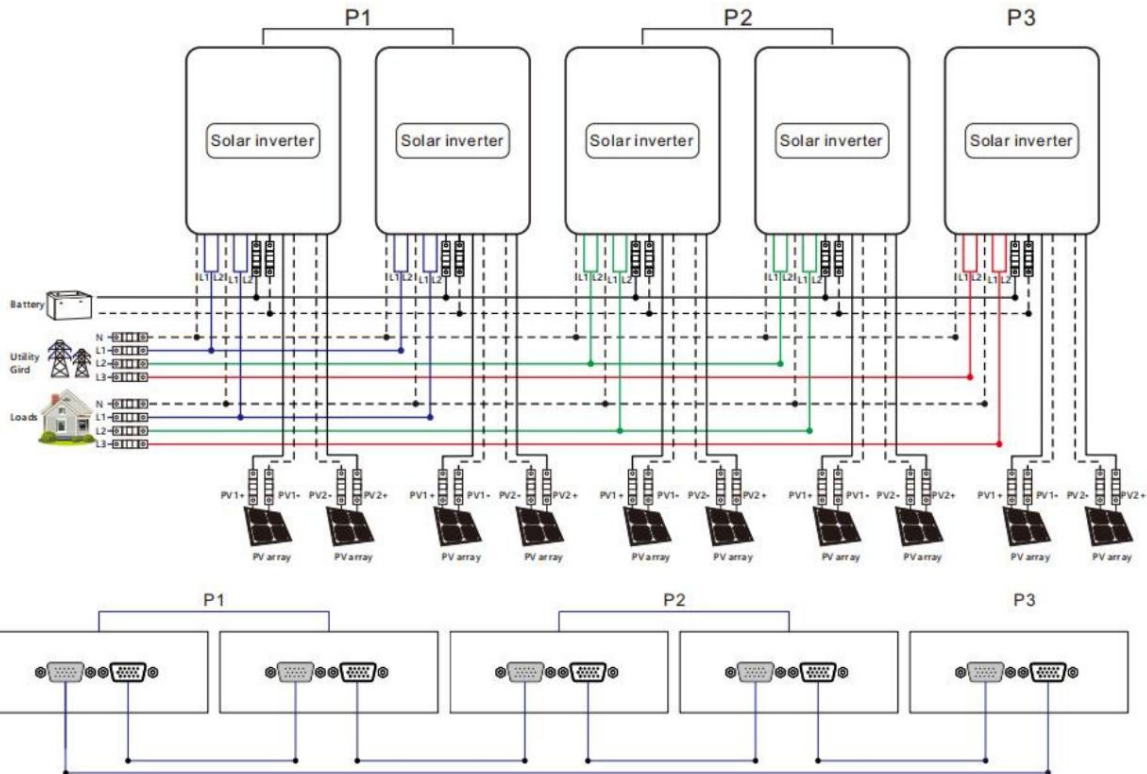 P1 P2 P3
Solar inverter Solar inverter Solar inverter Solar inverter Solar inverter
L1 L2 L1 L2 L1 L2 L1 L2 L1 L2 L1 L2 L1 L2 L1 L2 L1 L2 L1 L2
Battery
N
Utility L1
Gird L2
L3
N
Loads L1
L2
L3
PV1+ PV1- PV2- PV2+ PV1+ PV1- PV2- PV2+ PV1+ PV1- PV2- PV2+ PV1+ PV1- PV2- PV2+ PV1+ PV1- PV2- PV2+
PV array PV array PV array PV array PV array PV array PV array PV array PV array PV array
P1 P2 P3